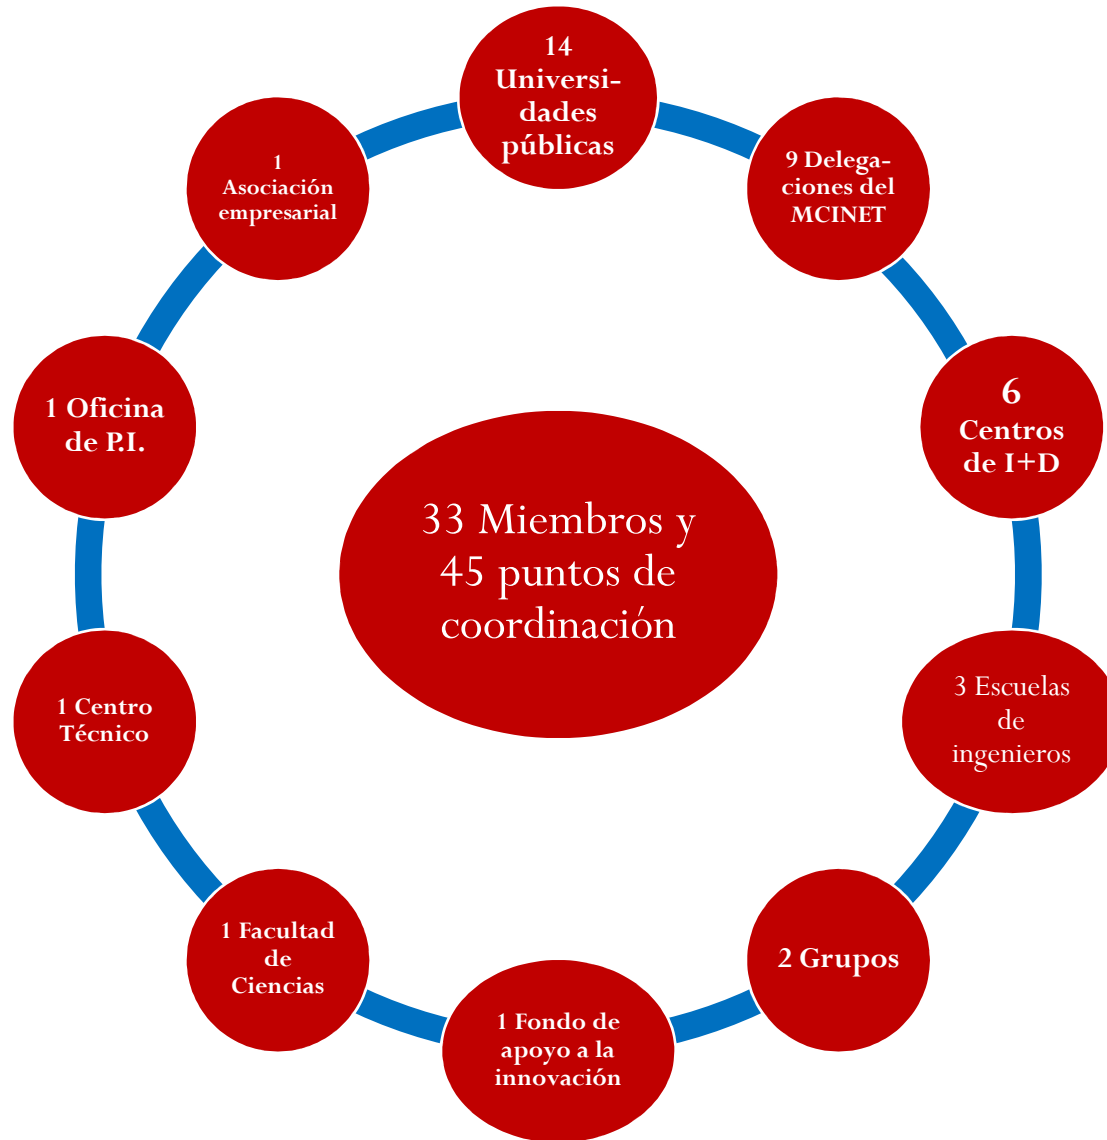 14
Universi-
dades
públicas
9 Delega-
ciones del
MCINET
6
Centros
de I+D
3 Escuelas
de
ingenieros
2 Grupos
1 Fondo de
apoyo a la
innovación
1 Facultad
de
Ciencias
1 Centro
Técnico
1 Oficina
de P.I.
1
Asociación
empresarial
33 Miembros y
45 puntos de
coordinación